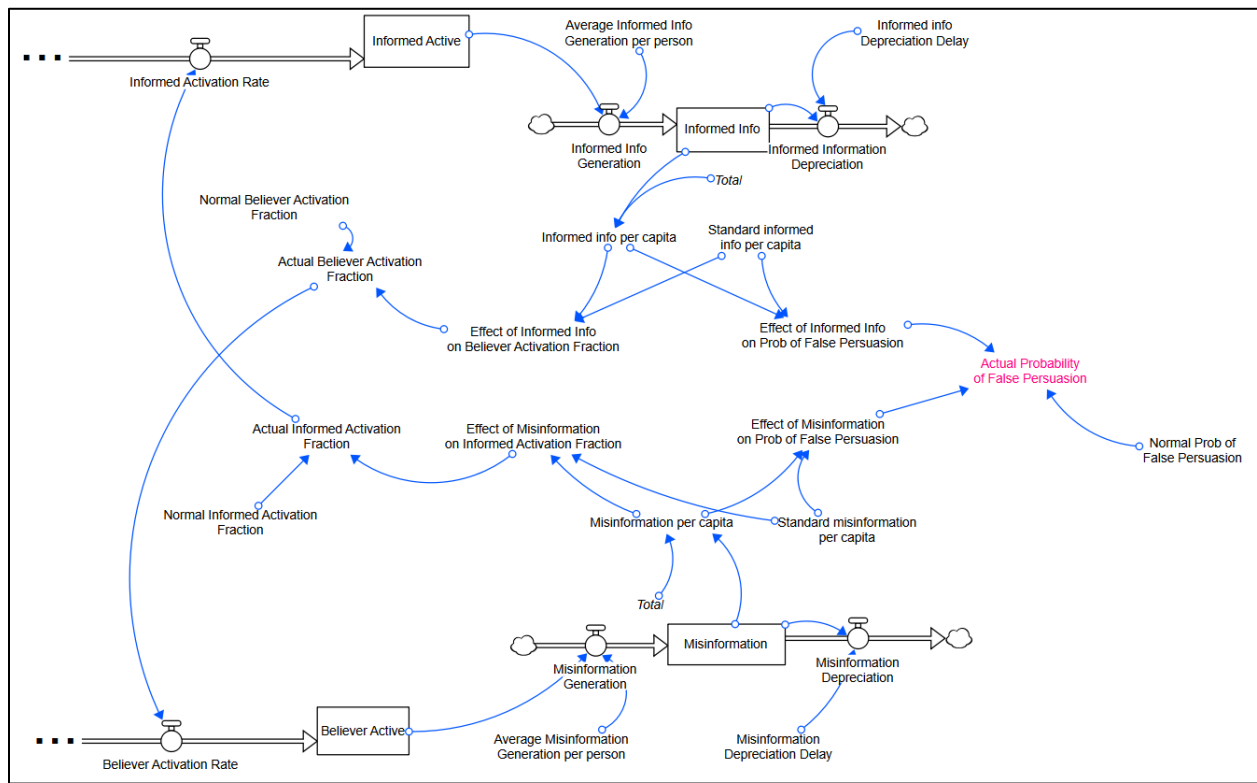 Informed Active
Average Informed Info
Generation per person
Informed info
Depreciation Delay
Informed Activation Rate
Informed Info
Informed Info
Generation
Informed Information
Depreciation
Total
Normal Believer Activation
Fraction
Informed info per capita
Standard informed
info per capita
Actual Believer Activation
Fraction
Effect of Informed Info
on Believer Activation Fraction
Effect of Informed Info
on Prob of False Persuasion
Actual Probability
of False Persuasion
Actual Informed Activation
Fraction
Effect of Misinformation
on Informed Activation Fraction
Effect of Misinformation
on Prob of False Persuasion
Normal Prob of
False Persuasion
Normal Informed Activation
Fraction
Misinformation per capita
Standard misinformation
per capita
Total
Misinformation
Misinformation
Generation
Misinformation
Depreciation
Believer Active
Average Misinformation
Generation per person
Misinformation
Depreciation Delay
Believer Activation Rate